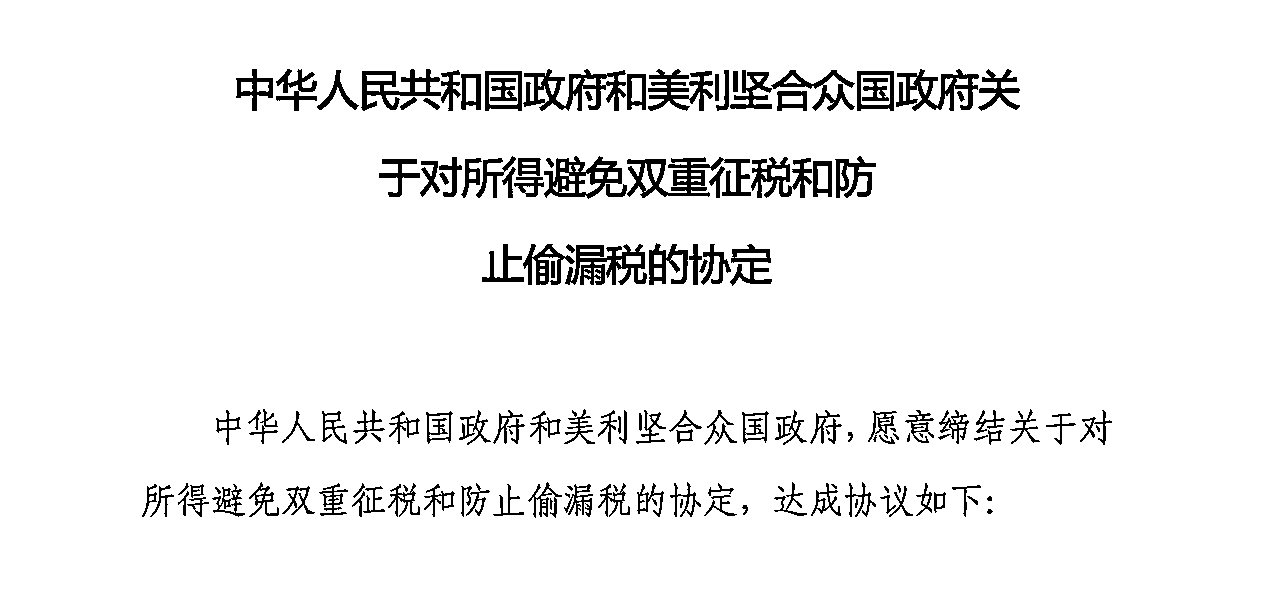 中华人民共和国政府和美利坚合众国政府关
于对所得避免双重征税和防
止偷漏税的协定
中华人民共和国政府和美利坚合众国政府，愿意缔结关于对
所得避免双重征税和防止偷漏税的协定，达成协议如下：